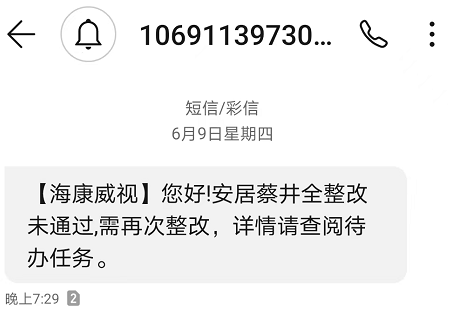 10691139730...
短信/彩信
6月9日星期四
【海康威视】您好!安居蔡井全整改
未通过,需再次整改，详情请查阅待
办任务。
晚上7:29 2